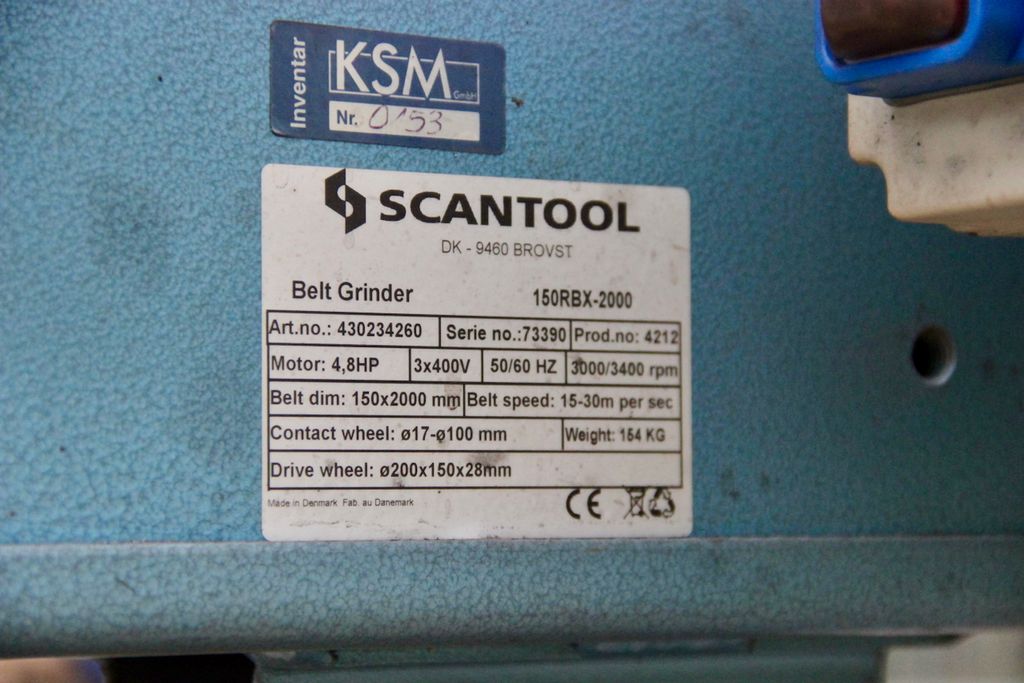 Inventar
KSM
GmbH
Nr. 0153
SCANTOOL
DK - 9460 BROVST
Belt Grinder 150RBX-2000
Art.no.: 430234260 Serie no.:73390 Prod.no: 4212
Motor: 4,8HP 3x400V 50/60 HZ 3000/3400 rpm
Belt dim: 150x2000 mm Belt speed: 15-30m per sec
Contact wheel: ø17-ø100 mm Weight: 154 KG
Drive wheel: ø200x150x28mm
Made in Denmark Fab. au Danemark
CE